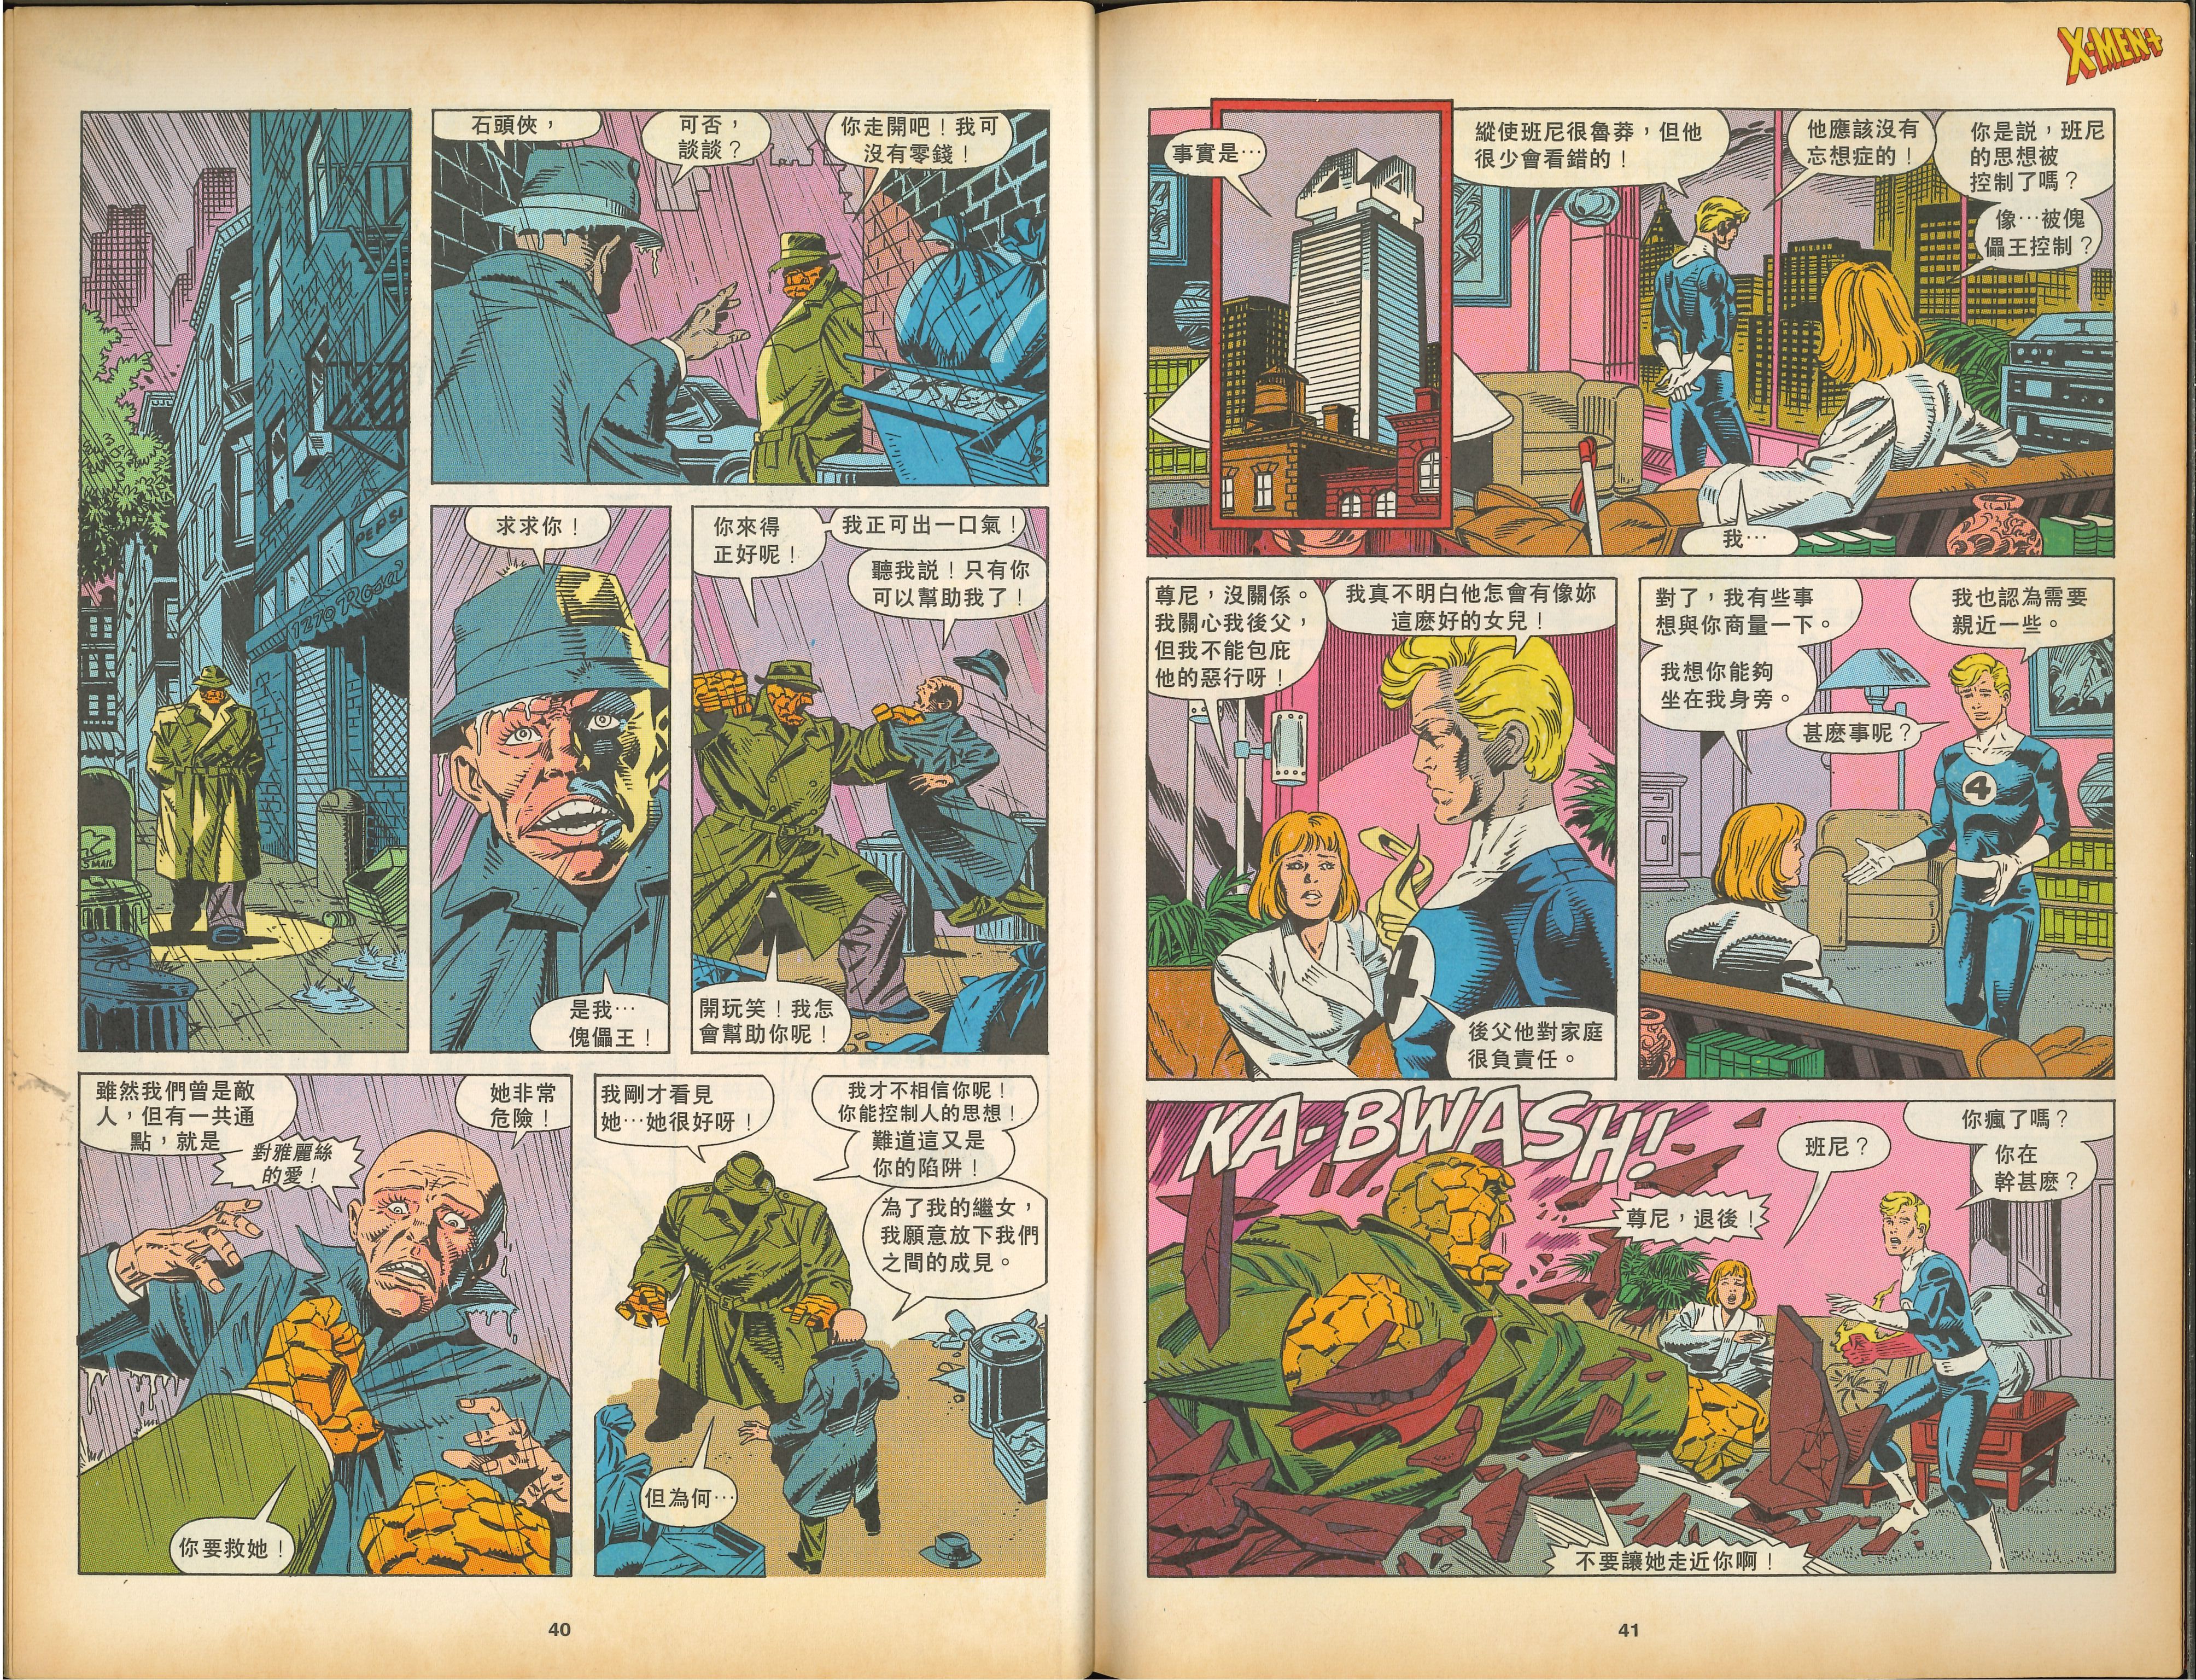 X-MEN+
PEPSI
1270 Rosa's
S MAIL
石頭俠，
可否，
談談？
你走開吧！我可
沒有零錢！
求求你！
是我…
傀儡王！
你來得
正好呢！
我正可出一口氣！
聽我説！只有你
可以幫助我了！
開玩笑！我怎
會幫助你呢！
雖然我們曾是敵
人，但有一共通
點，就是
對雅麗絲
的愛！
她非常
危險！
你要救她！
我剛才看見
她…她很好呀！
我才不相信你呢！
你能控制人的思想！
難道這又是
你的陷阱！
為了我的繼女，
我願意放下我們
之間的成見。
但為何…
40
事實是…
4
縱使班尼很魯莽，但他
很少會看錯的！
他應該沒有
忘想症的！
你是説，班尼
的思想被
控制了嗎？
像…被傀
儡王控制？
我…
尊尼，沒關係。
我關心我後父，
但我不能包庇
他的惡行呀！
我真不明白他怎會有像妳
這麽好的女兒！
4
後父他對家庭
很負責任。
對了，我有些事
想與你商量一下。
我想你能夠
坐在我身旁。
我也認為需要
親近一些。
甚麽事呢？
4
KA-BWASH!
尊尼，退後！
班尼？
你瘋了嗎？
你在
幹甚麽？
不要讓她走近你啊！
41